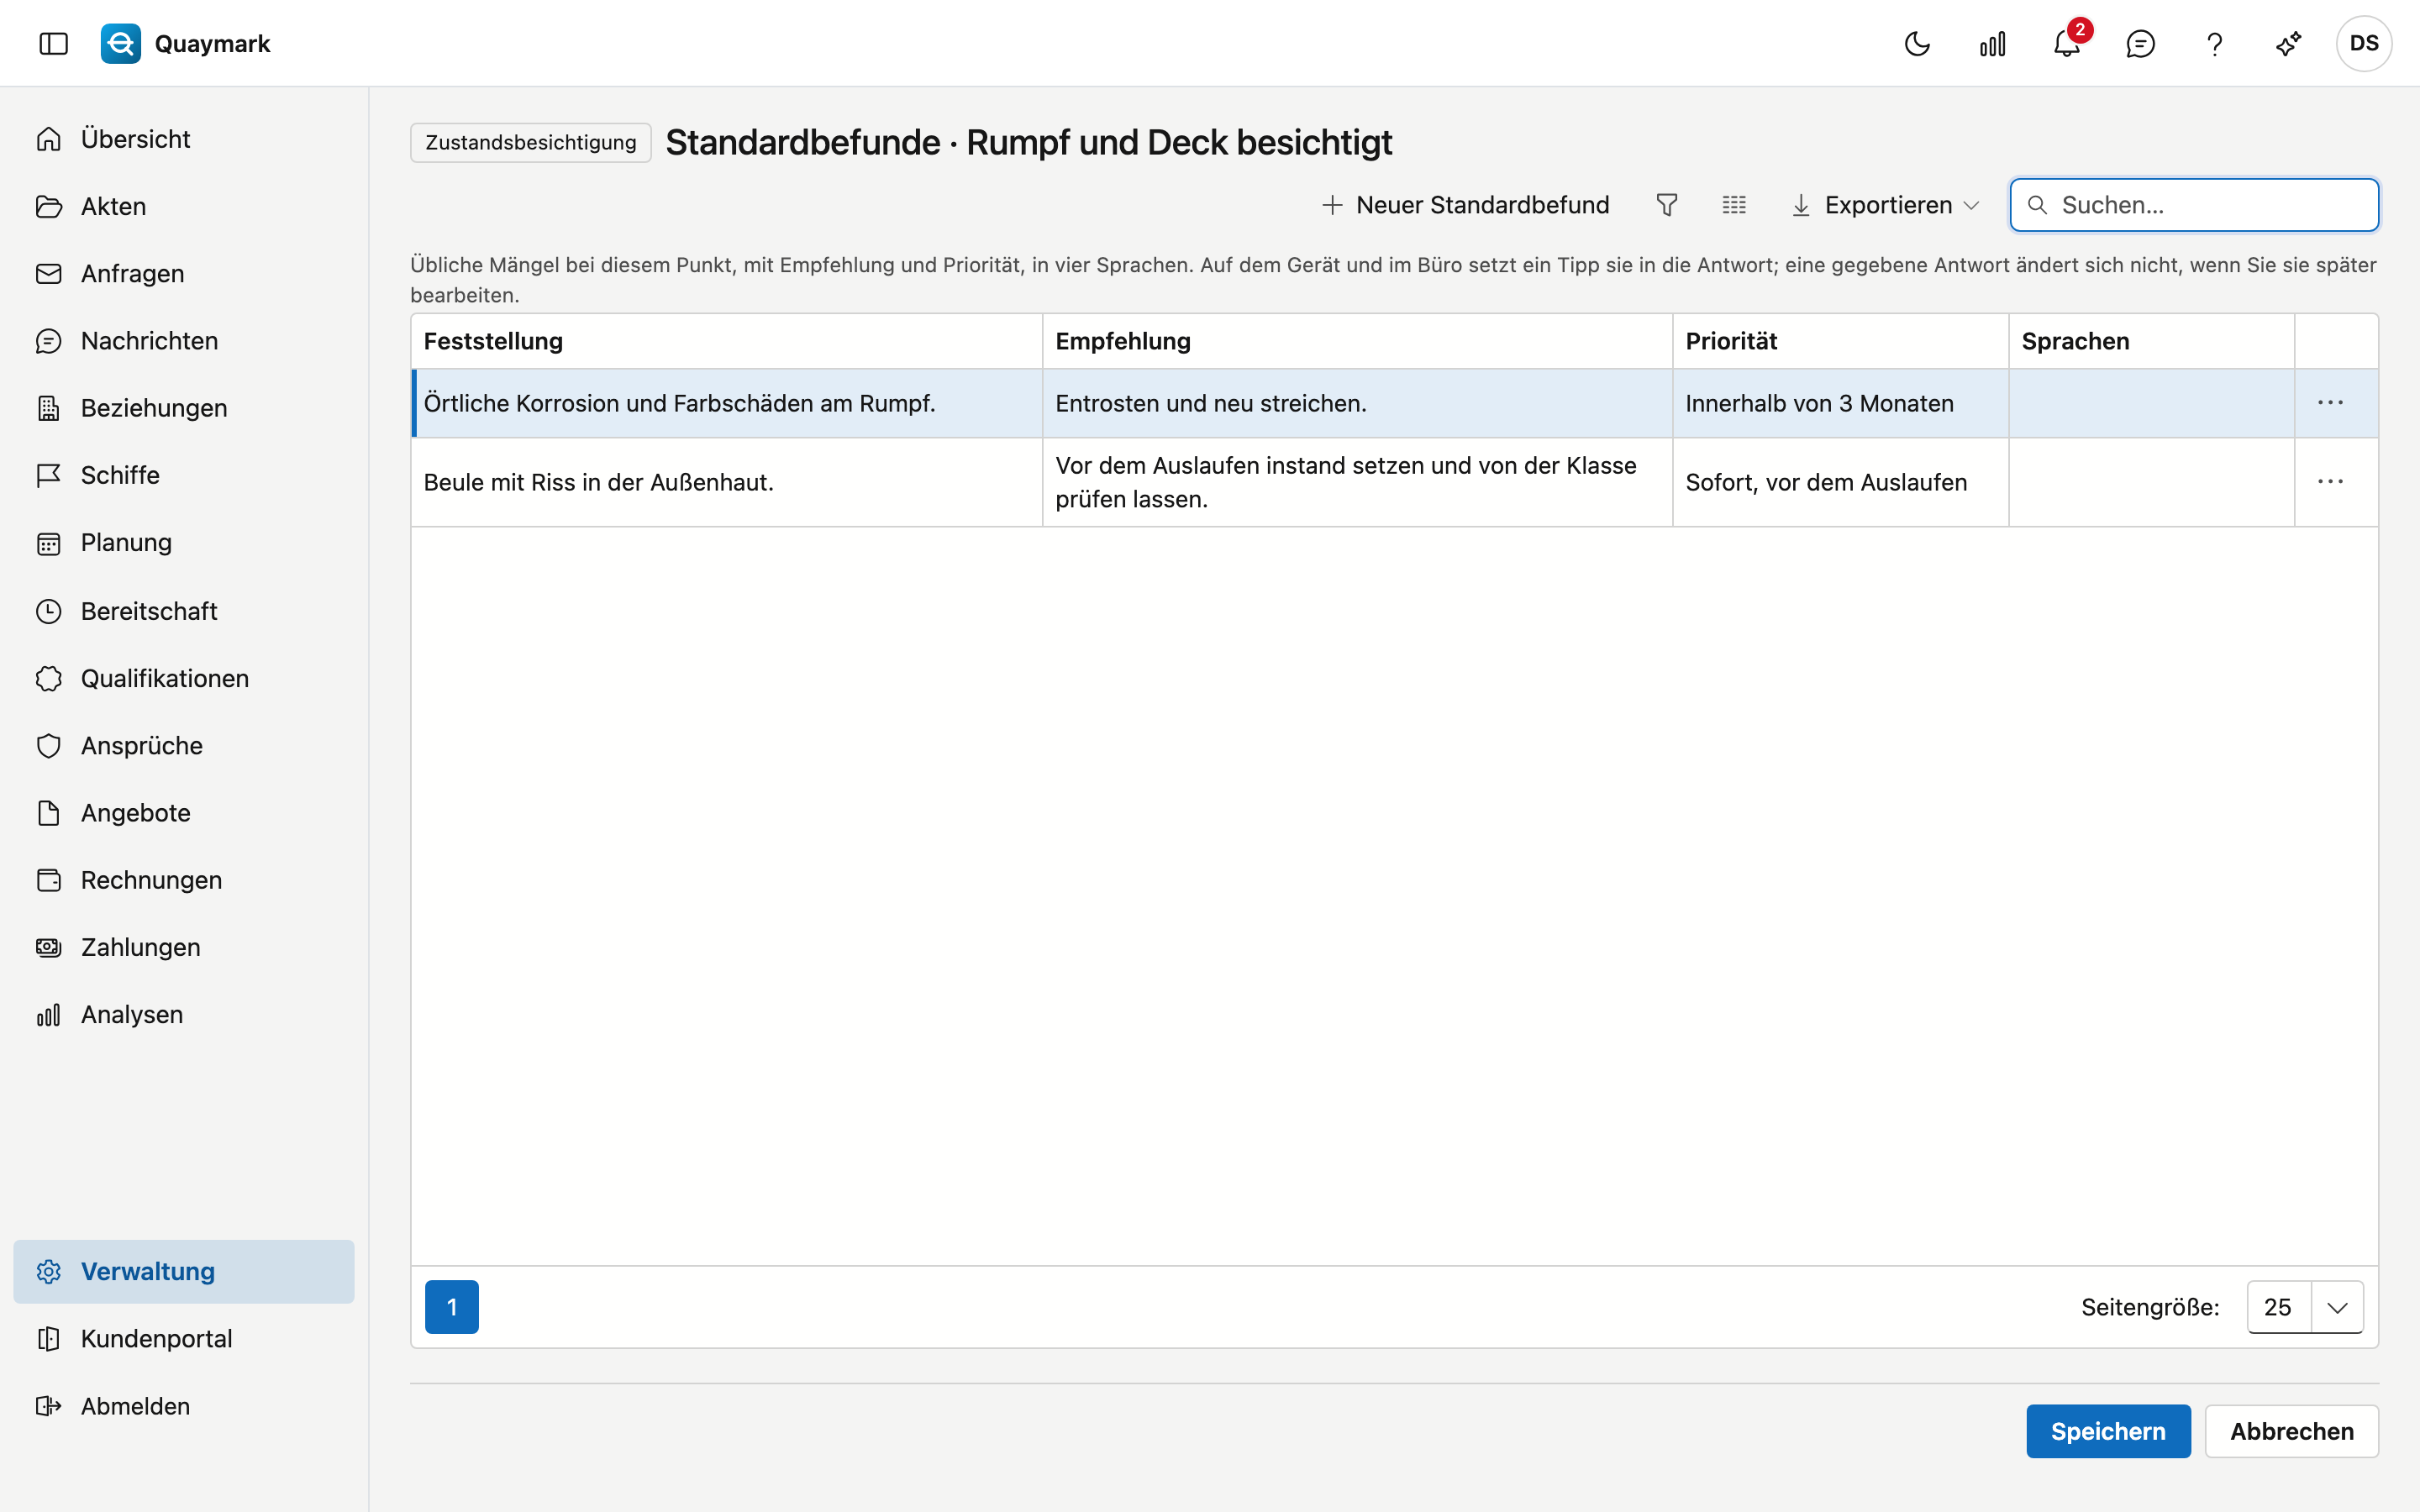 Quaymark
2
DS
Übersicht
Akten
Anfragen
Nachrichten
Beziehungen
Schiffe
Planung
Bereitschaft
Qualifikationen
Ansprüche
Angebote
Rechnungen
Zahlungen
Analysen
Verwaltung
Kundenportal
Abmelden
Zustandsbesichtigung
Standardbefunde · Rumpf und Deck besichtigt
Neuer Standardbefund
Exportieren
Suchen...
Übliche Mängel bei diesem Punkt, mit Empfehlung und Priorität, in vier Sprachen. Auf dem Gerät und im Büro setzt ein Tipp sie in die Antwort; eine gegebene Antwort ändert sich nicht, wenn Sie sie später
bearbeiten.
Feststellung Empfehlung Priorität Sprachen
Örtliche Korrosion und Farbschäden am Rumpf. Entrosten und neu streichen. Innerhalb von 3 Monaten
Beule mit Riss in der Außenhaut. Vor dem Auslaufen instand setzen und von der Klasse
prüfen lassen. Sofort, vor dem Auslaufen
1
Seitengröße: 25
Speichern Abbrechen